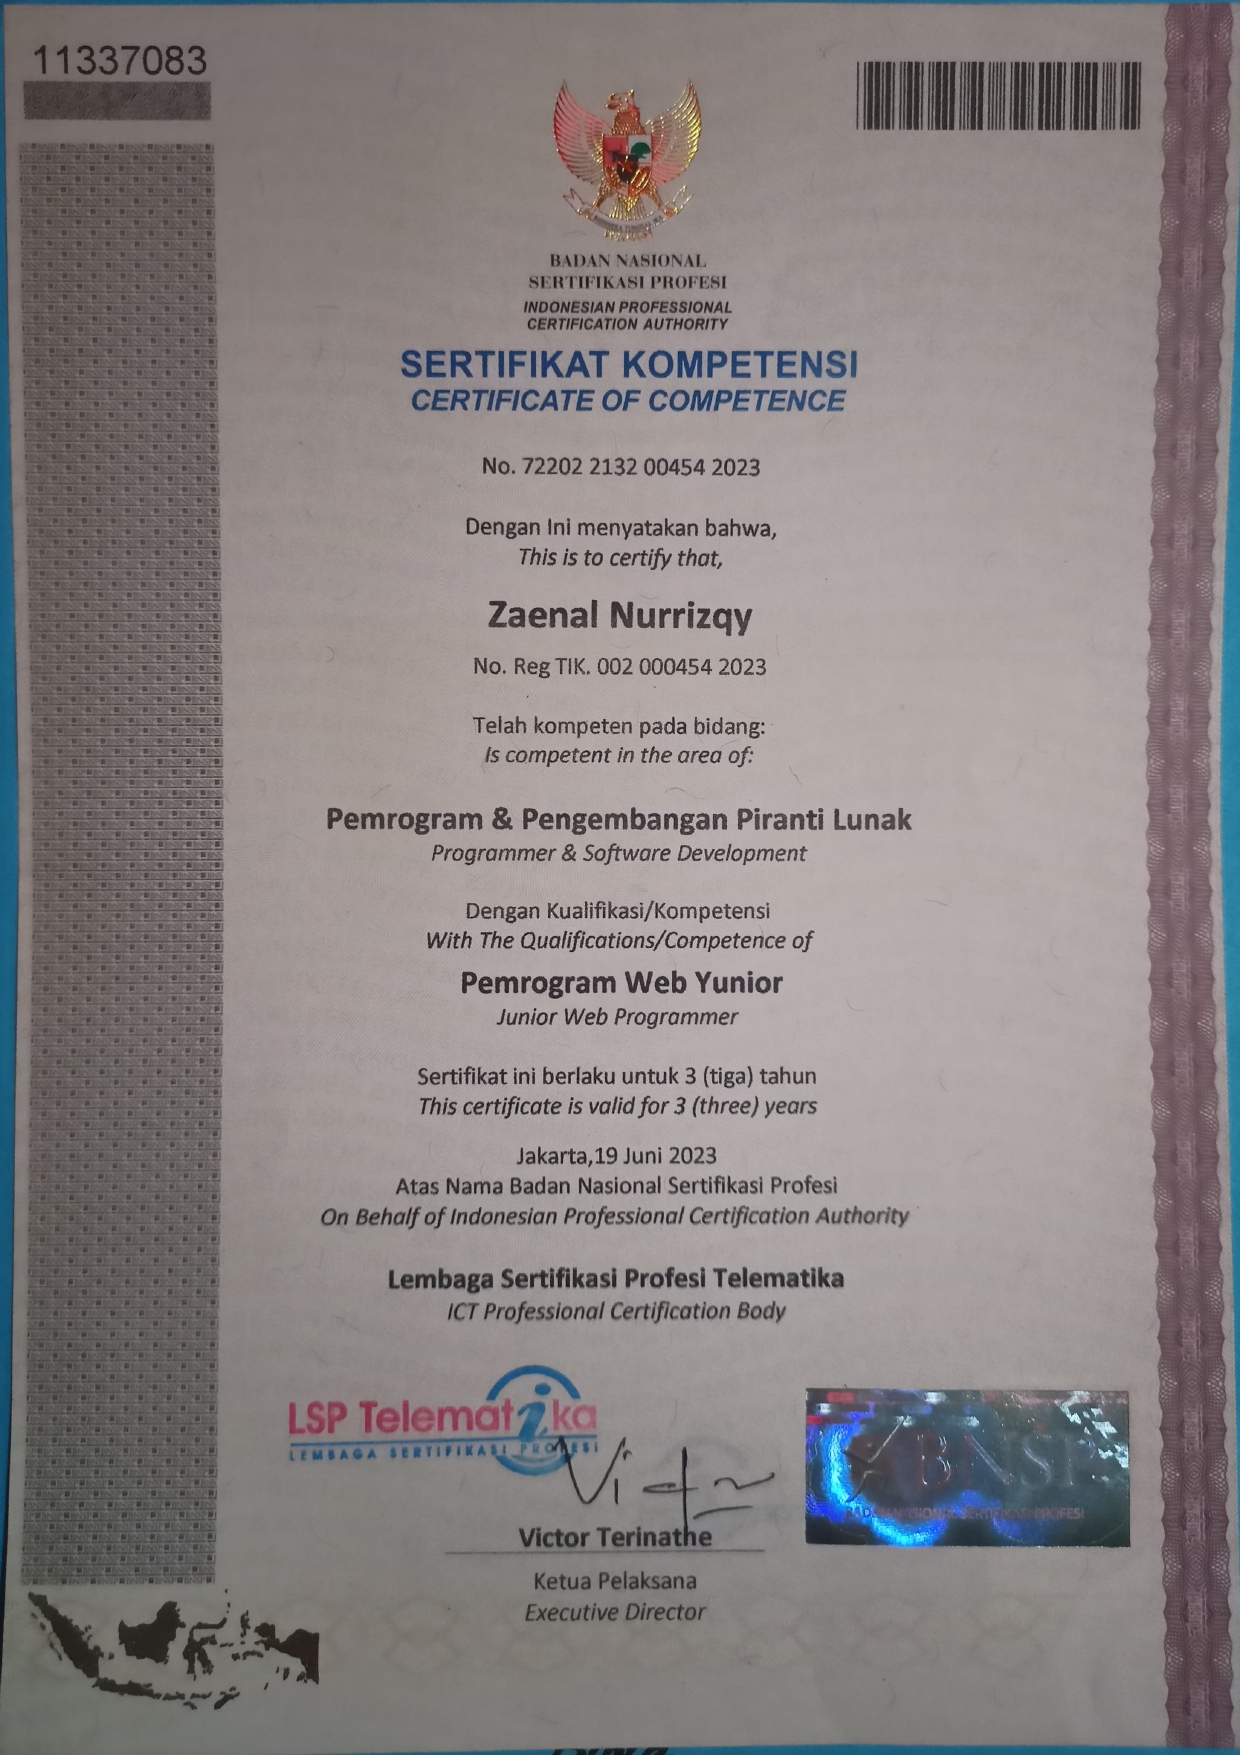 11337083
BADAN NASIONAL
SERTIFIKASI PROFESI
INDONESIAN PROFESSIONAL
CERTIFICATION AUTHORITY
SERTIFIKAT KOMPETENSI
CERTIFICATE OF COMPETENCE
No. 72202 2132 00454 2023
Dengan Ini menyatakan bahwa,
This is to certify that,
Zaenal Nurrizqy
No. Reg TIK. 002 000454 2023
Telah kompeten pada bidang:
Is competent in the area of:
Pemrogram & Pengembangan Piranti Lunak
Programmer & Software Development
Dengan Kualifikasi/Kompetensi
With The Qualifications/Competence of
Pemrogram Web Yunior
Junior Web Programmer
Sertifikat ini berlaku untuk 3 (tiga) tahun
This certificate is valid for 3 (three) years
Jakarta,19 Juni 2023
Atas Nama Badan Nasional Sertifikasi Profesi
On Behalf of Indonesian Professional Certification Authority
Lembaga Sertifikasi Profesi Telematika
ICT Professional Certification Body
LSP Telematika
LEMBAGA SERTIFIKASI PROFESI
BNSP
BADAN NASIONAL SERTIFIKASI PROFESI
Victor Terinathe
Ketua Pelaksana
Executive Director